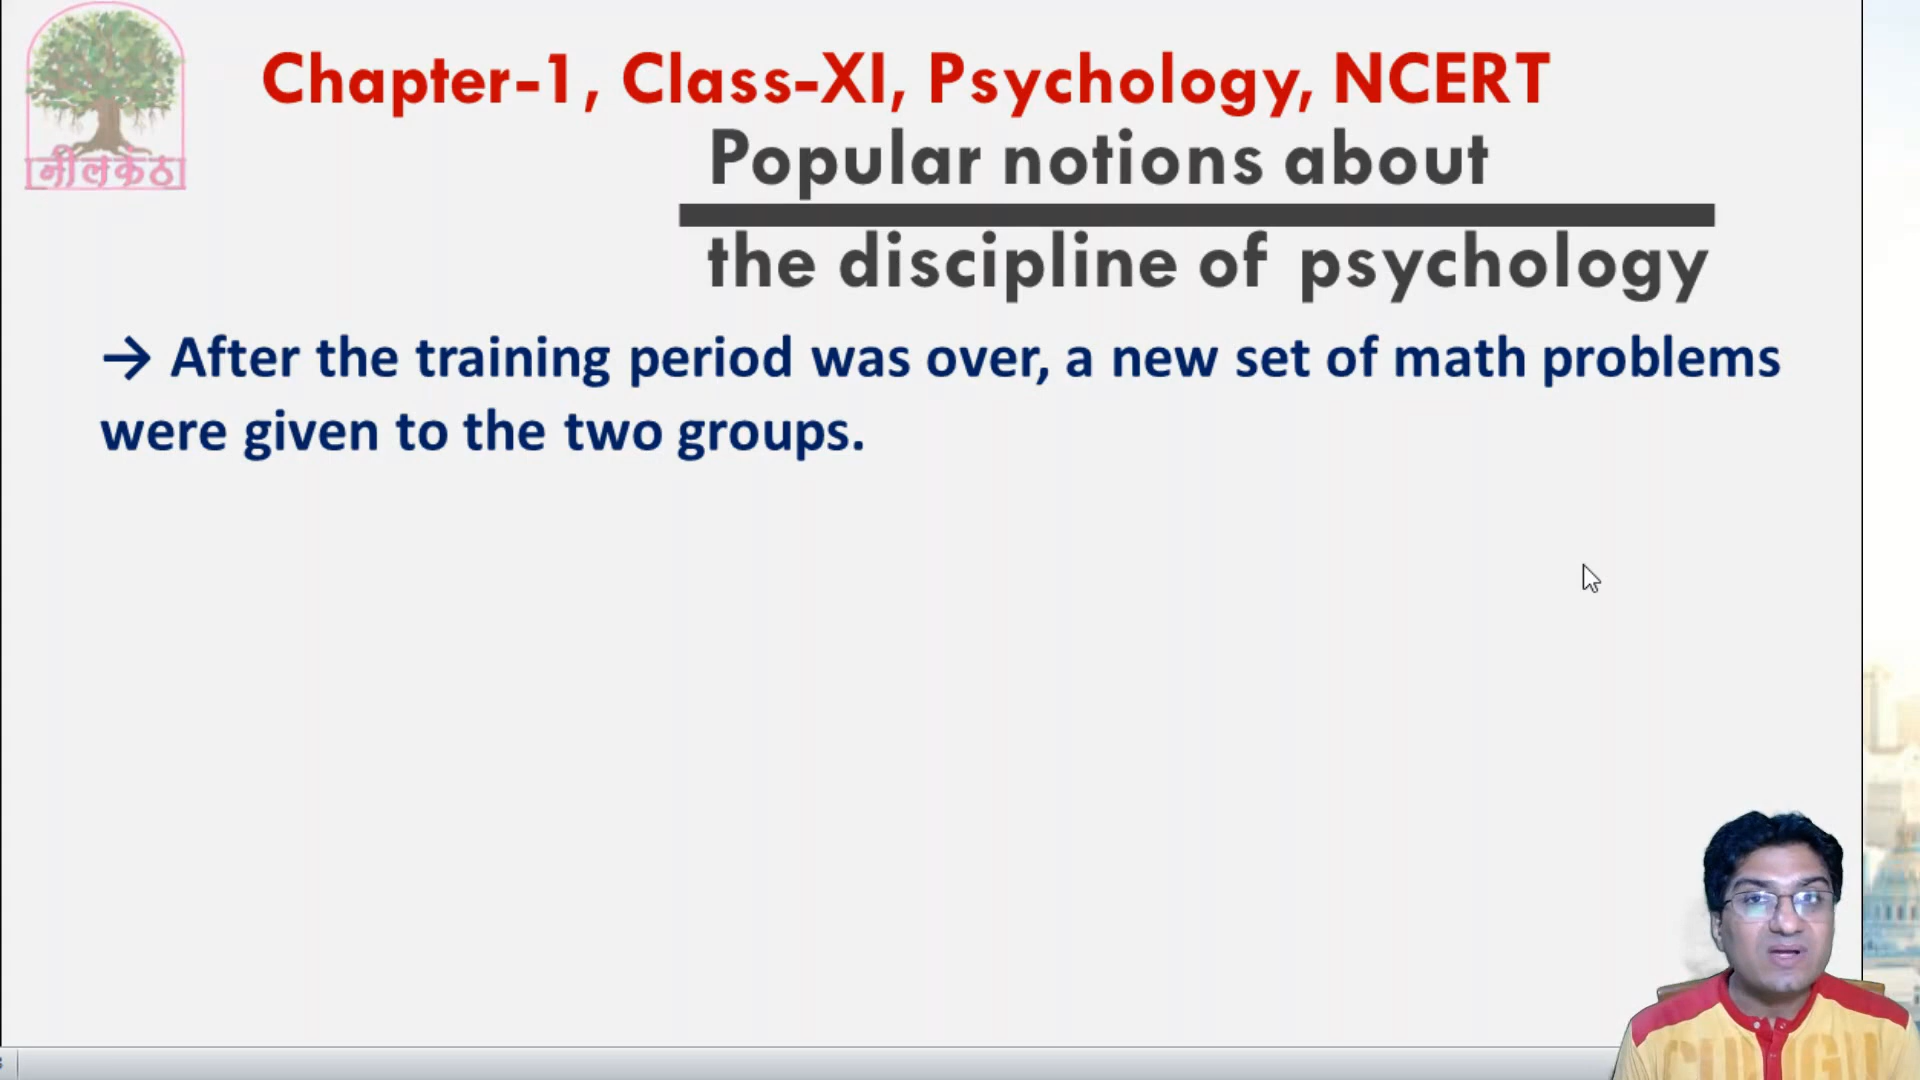 नीलकंठ
Chapter-1, Class-XI, Psychology, NCERT
Popular notions about
the discipline of psychology
→ After the training period was over, a new set of math problems
were given to the two groups.